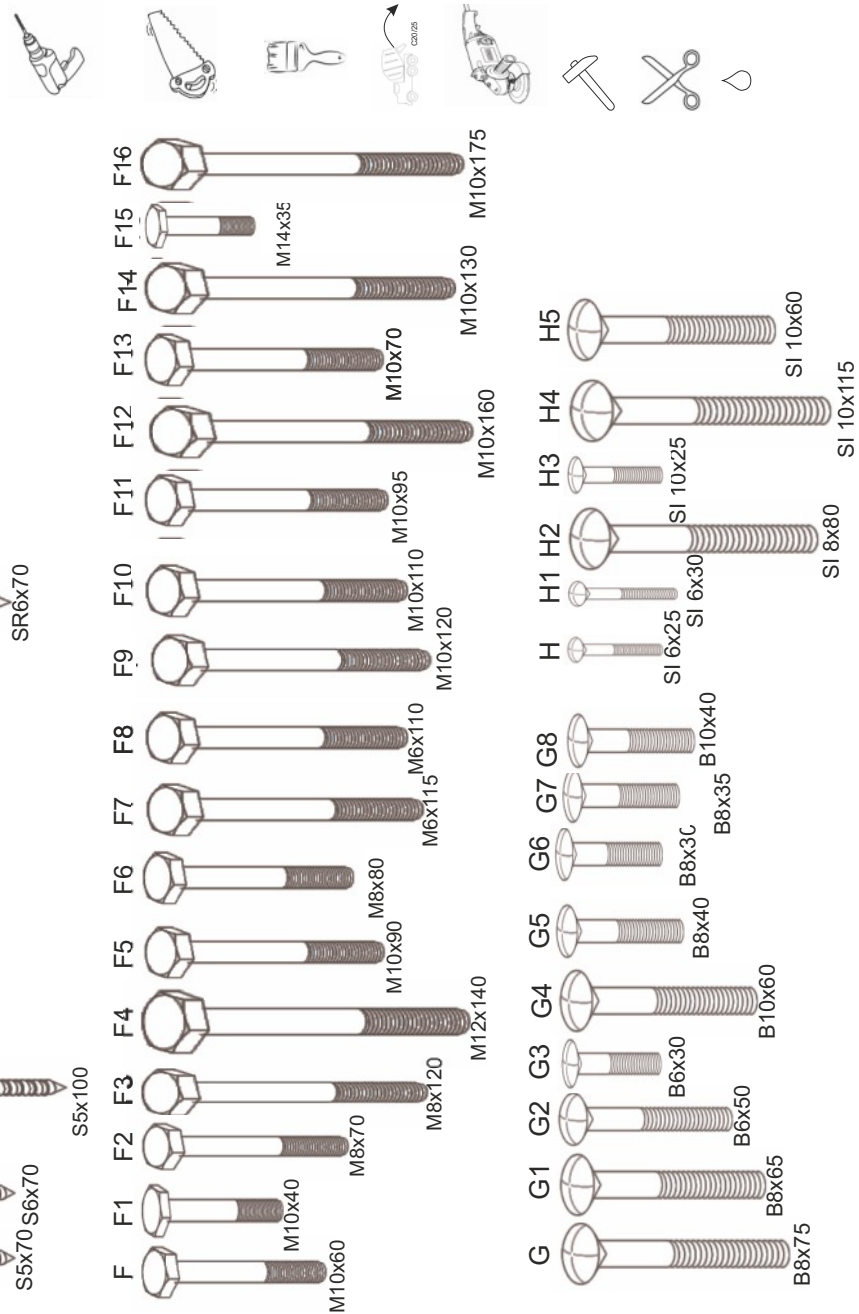 C20/25
SR6x70
S5x100
S6x70
S5x70
F F1 F2 F3 F4 F5 F6 F7 F8 F9 F10 F11 F12 F13 F14 F15 F16
M10x60 M10x40 M8x70 M8x120 M12x140 M10x90 M8x80 M6x115 M6x110 M10x120 M10x110 M10x95 M10x160 M10x70 M10x130 M14x35 M10x175
G G1 G2 G3 G4 G5 G6 G7 G8 H H1 H2 H3 H4 H5
B8x75 B8x65 B6x50 B6x30 B10x60 B8x40 B8x30 B8x35 B10x40 SI 6x25 SI 6x30 SI 8x80 SI 10x25 SI 10x115 SI 10x60